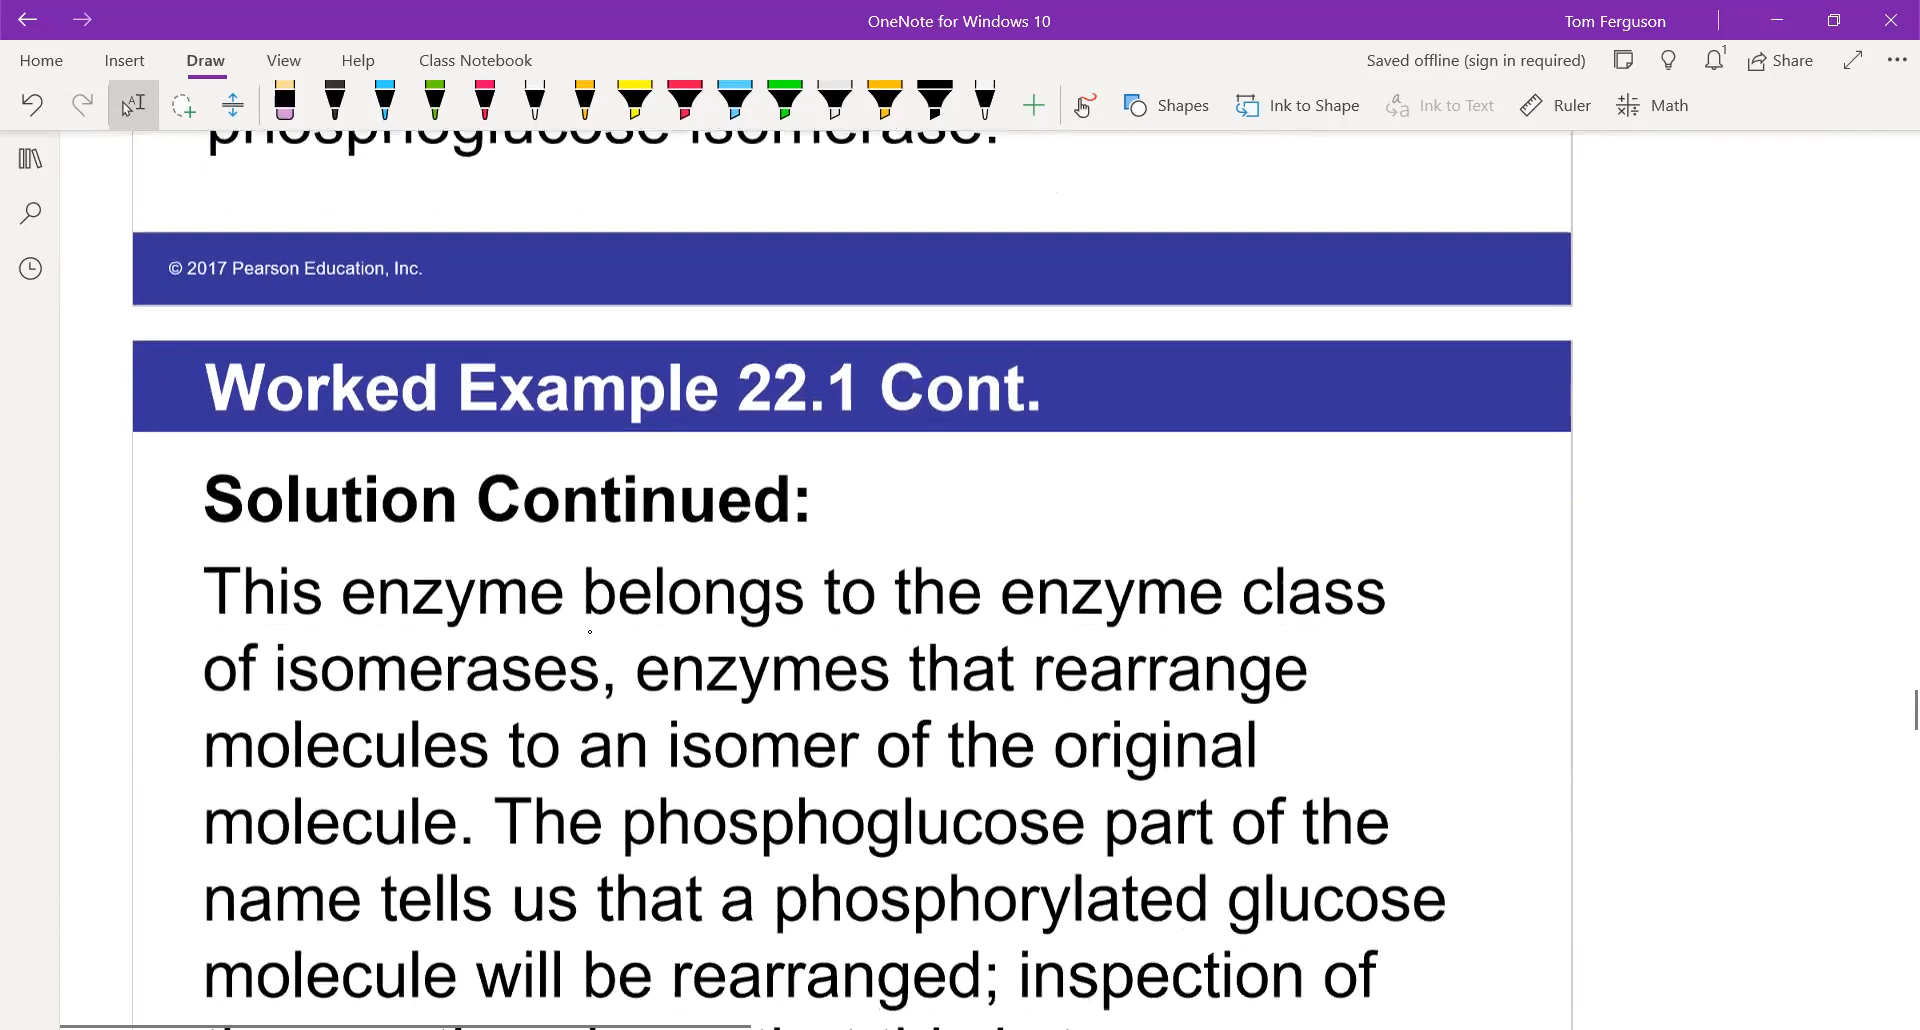 OneNote for Windows 10
Tom Ferguson
Home Insert Draw View Help Class Notebook
Saved offline (sign in required) 1 Share
Shapes Ink to Shape Ink to Text Ruler Math
phosphoglucose isomerase.
© 2017 Pearson Education, Inc.
Worked Example 22.1 Cont.
Solution Continued:
This enzyme belongs to the enzyme class
of isomerases, enzymes that rearrange
molecules to an isomer of the original
molecule. The phosphoglucose part of the
name tells us that a phosphorylated glucose
molecule will be rearranged; inspection of